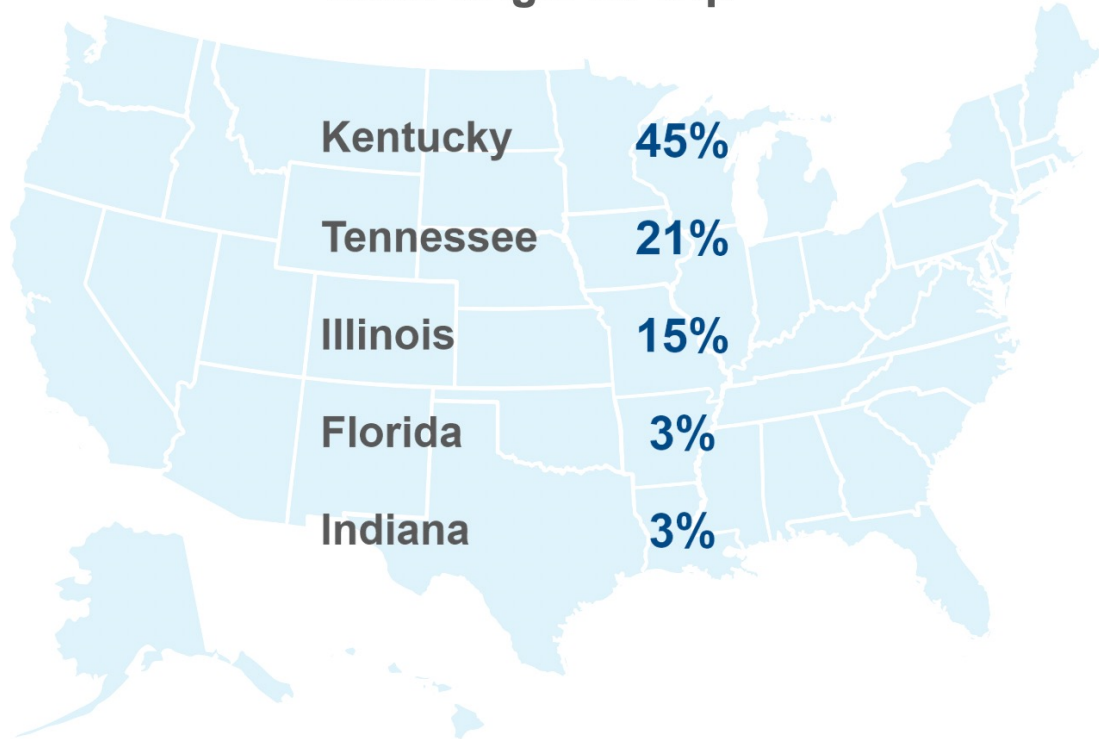 Kentucky 45%
Tennessee 21%
Illinois 15%
Florida 3%
Indiana 3%